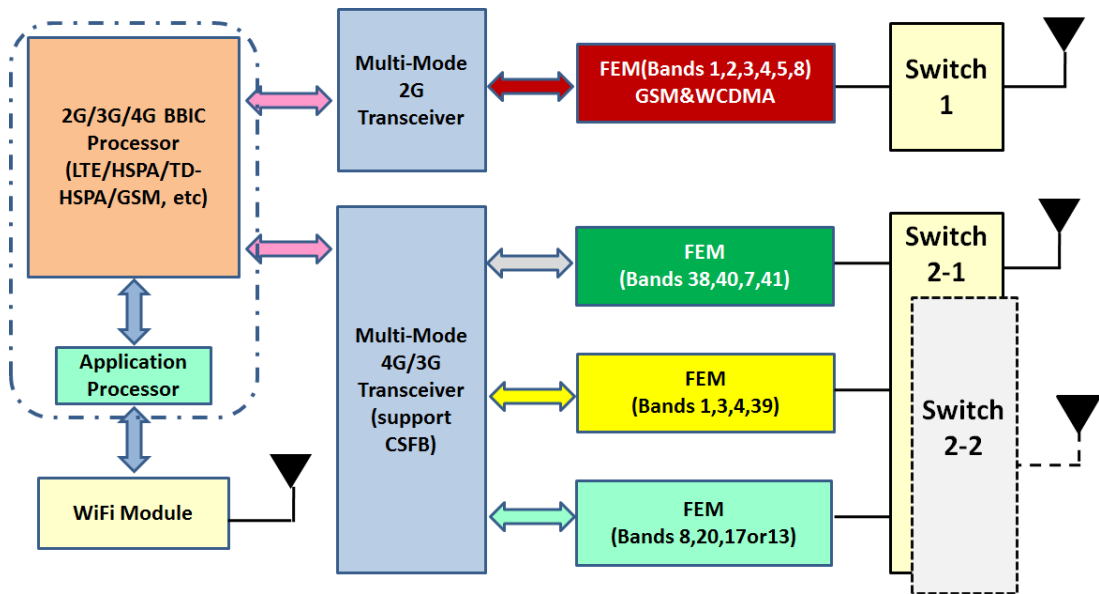 2G/3G/4G BBIC
Processor
(LTE/HSPA/TD-
HSPA/GSM, etc)
Multi-Mode
2G
Transceiver
FEM(Bands 1,2,3,4,5,8)
GSM&WCDMA
Switch
1
Application
Processor
WiFi Module
Multi-Mode
4G/3G
Transceiver
(support
CSFB)
FEM
(Bands 38,40,7,41)
FEM
(Bands 1,3,4,39)
FEM
(Bands 8,20,17or13)
Switch
2-1
Switch
2-2